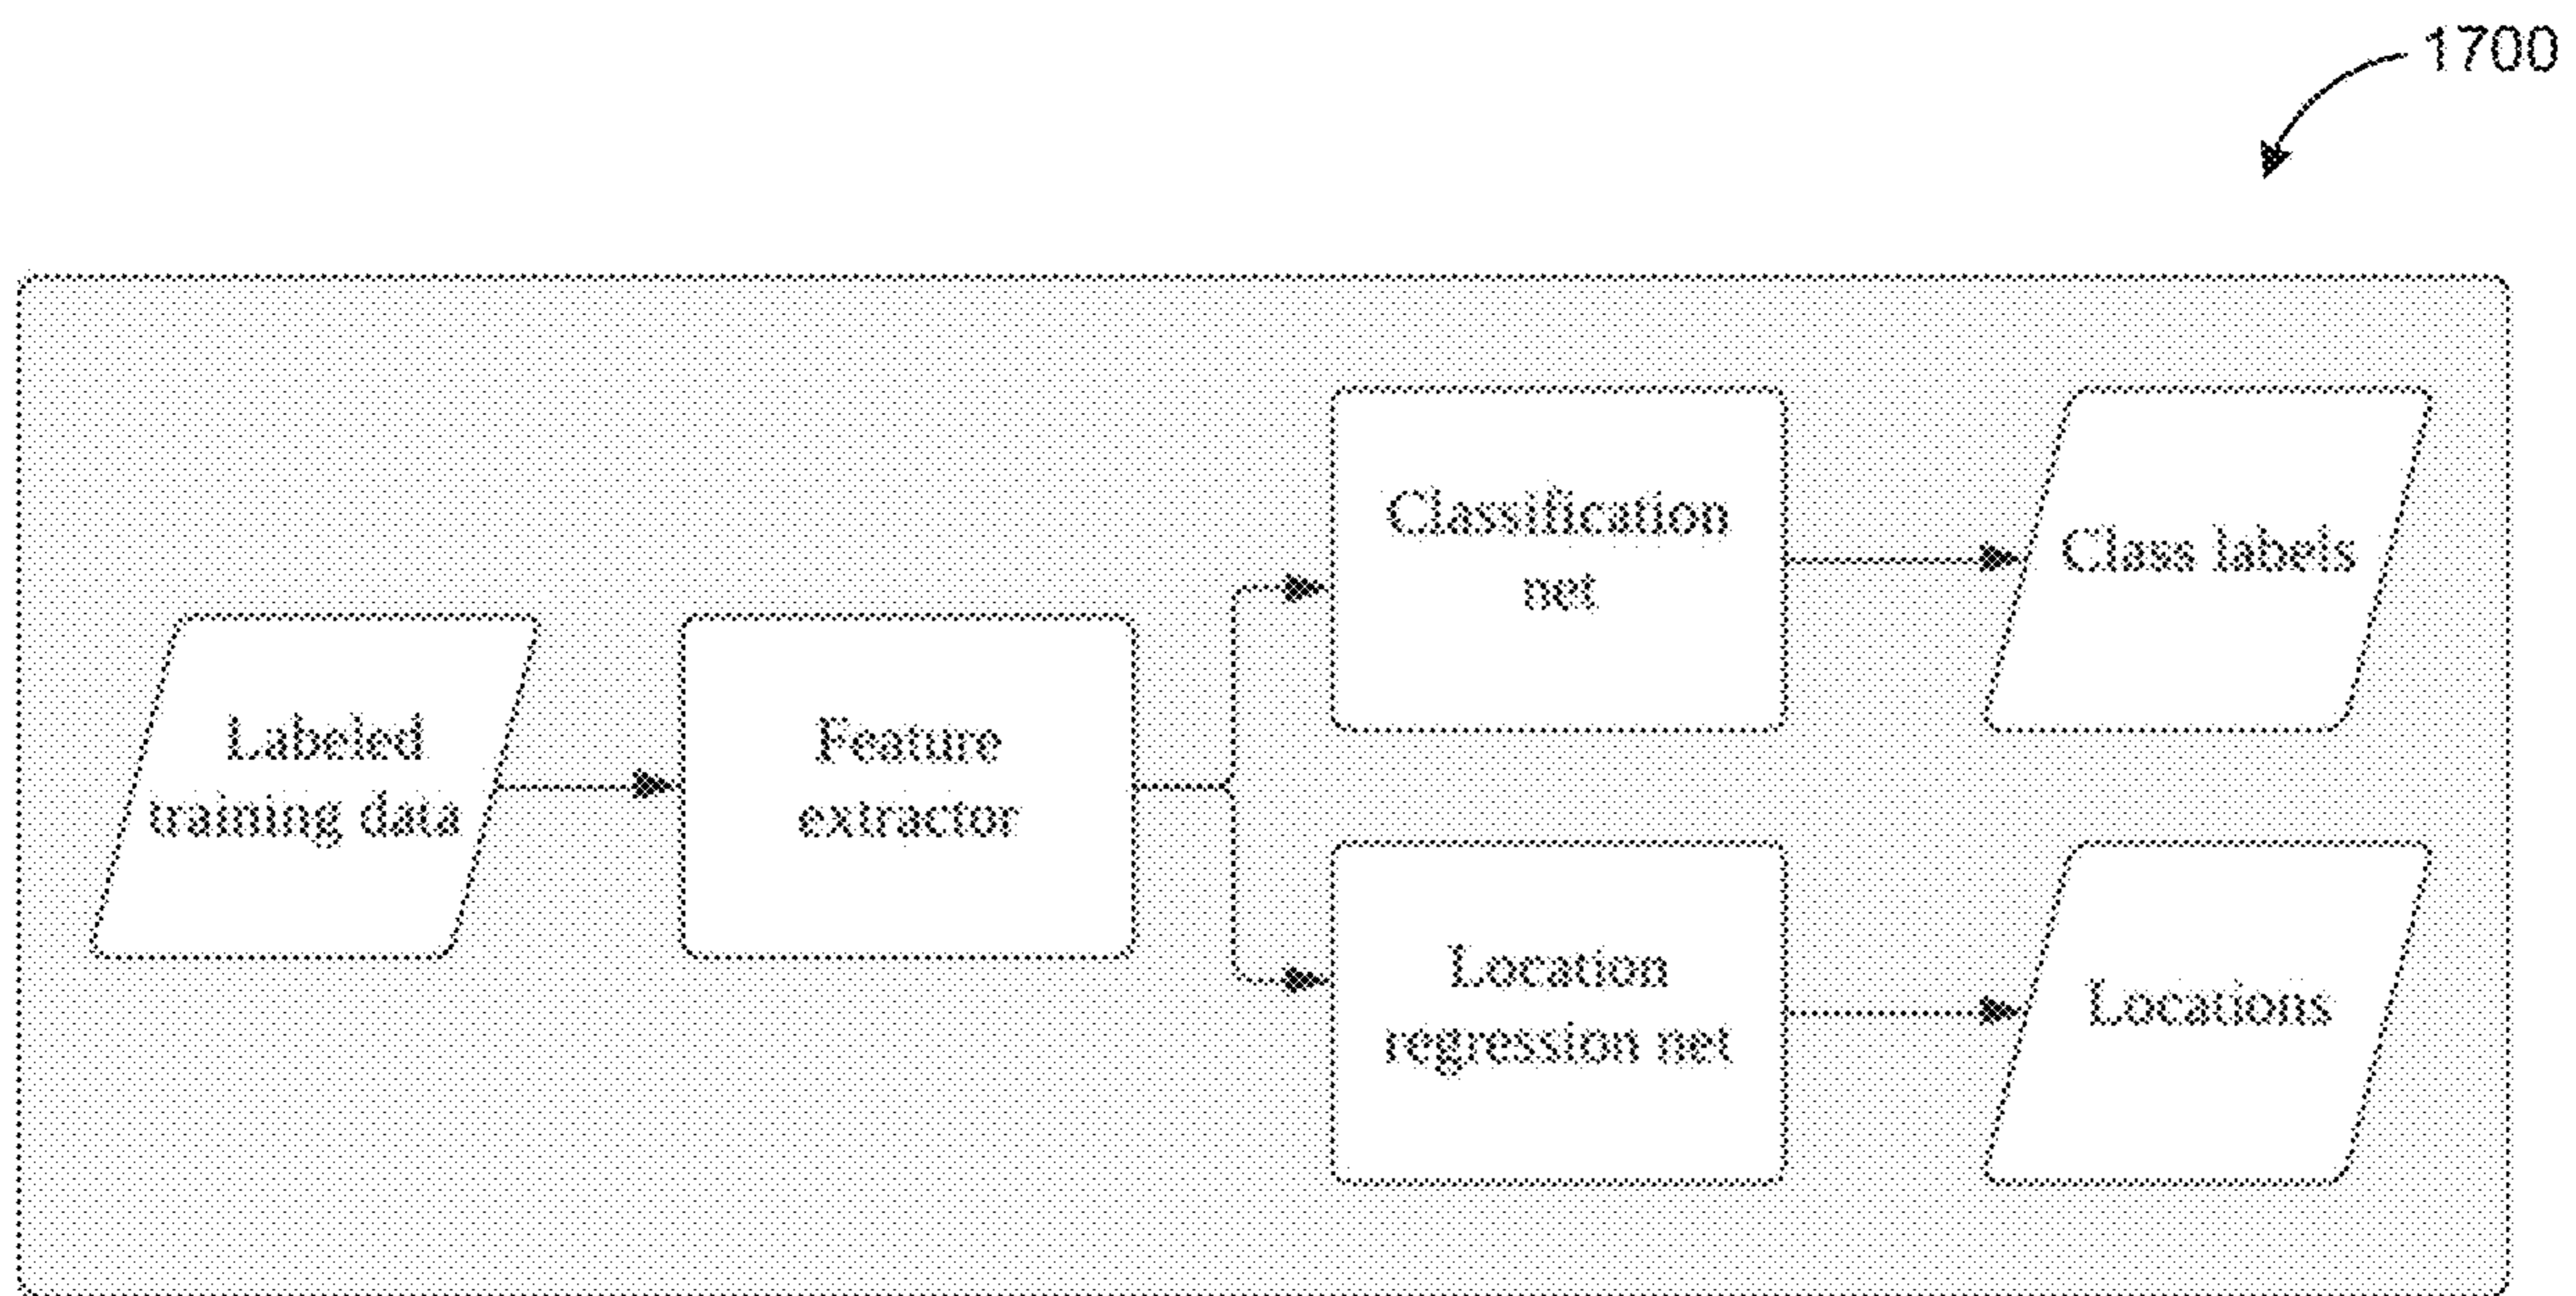 1700
Labeled
training data
Feature
extractor
Classification
net
Class labels
Location
regression net
Locations